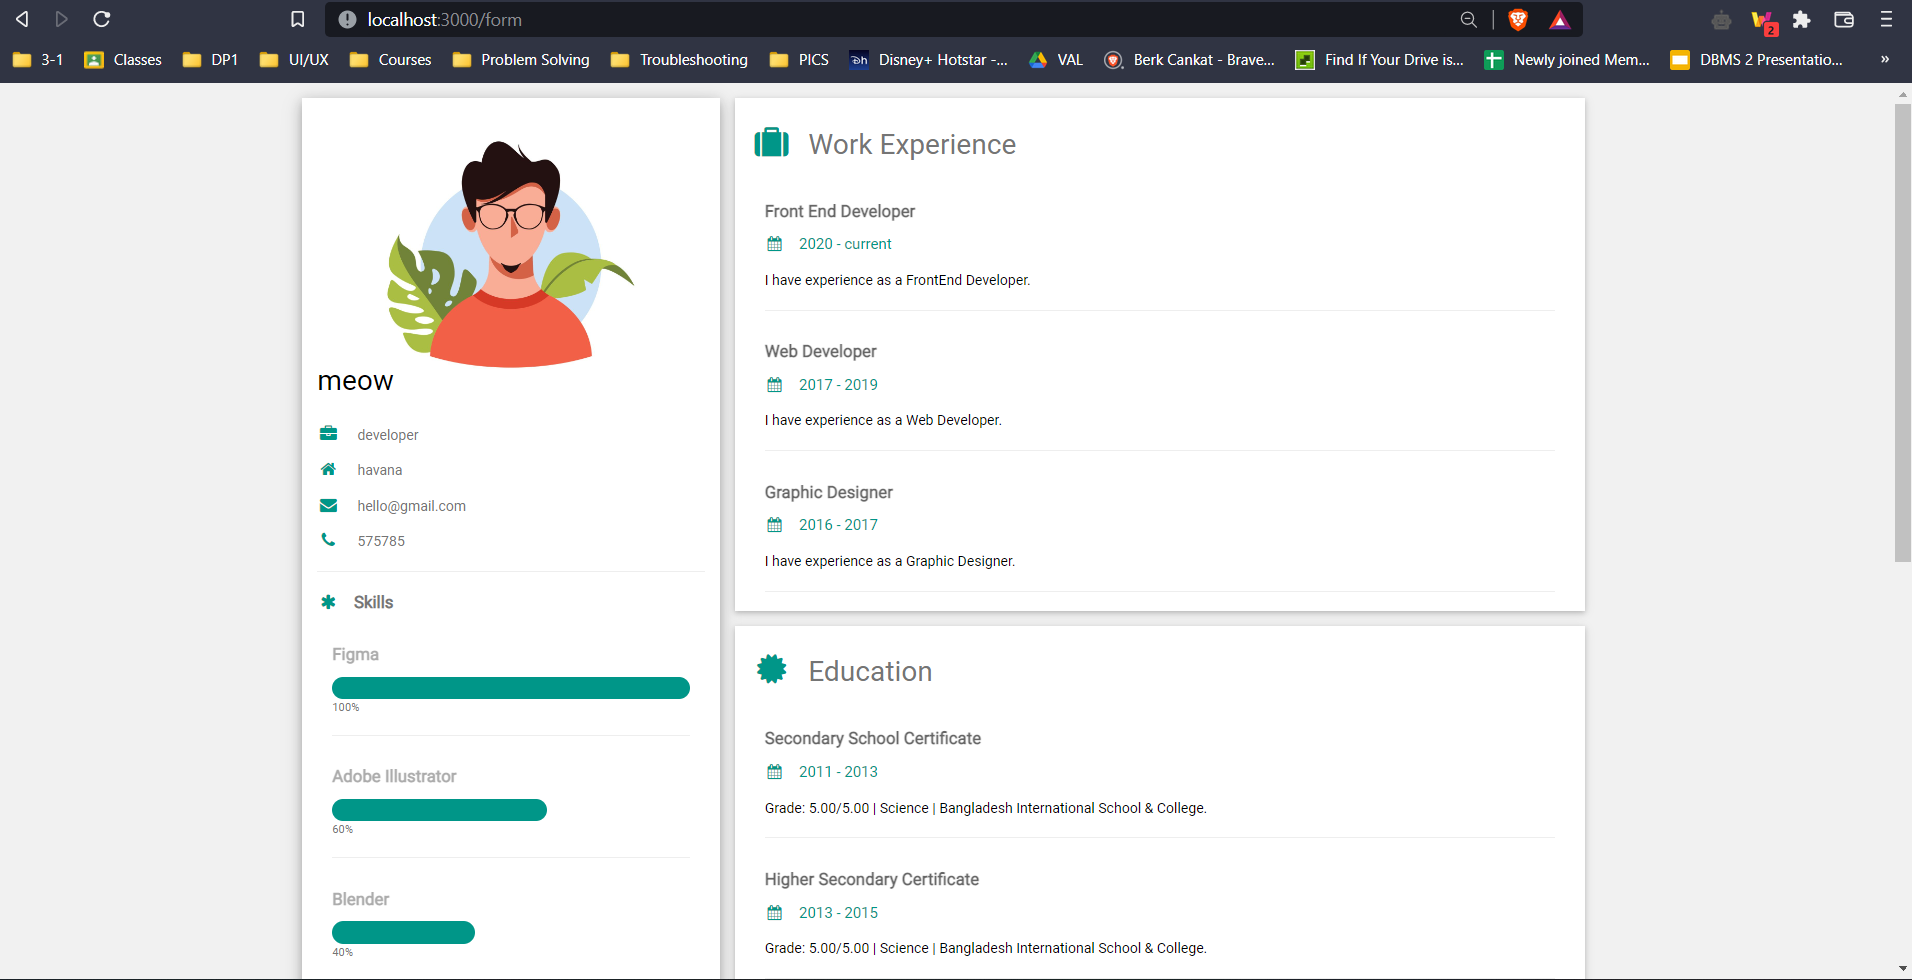 localhost:3000/form
2
3-1
Classes
DP1
UI/UX
Courses
Problem Solving
Troubleshooting
PICS
Disney+ Hotstar -...
VAL
Berk Cankat - Brave...
Find If Your Drive is...
Newly joined Mem...
DBMS 2 Presentatio...
»
meow
developer
havana
hello@gmail.com
575785
Skills
Figma
100%
Adobe Illustrator
60%
Blender
40%
Work Experience
Front End Developer
2020 - current
I have experience as a FrontEnd Developer.
Web Developer
2017 - 2019
I have experience as a Web Developer.
Graphic Designer
2016 - 2017
I have experience as a Graphic Designer.
Education
Secondary School Certificate
2011 - 2013
Grade: 5.00/5.00 | Science | Bangladesh International School & College.
Higher Secondary Certificate
2013 - 2015
Grade: 5.00/5.00 | Science | Bangladesh International School & College.